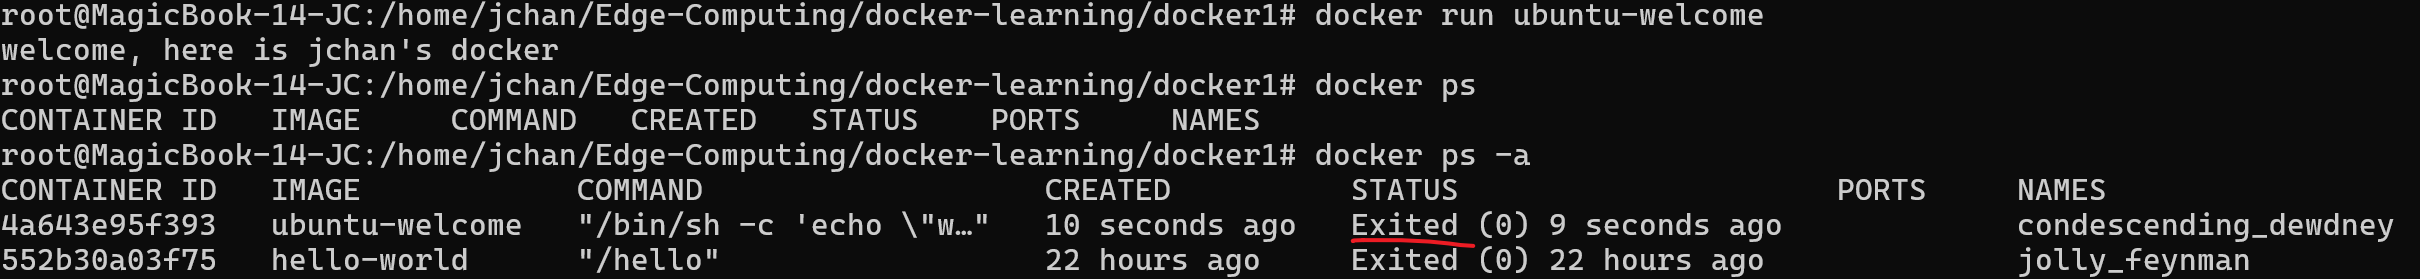 root@MagicBook-14-JC:/home/jchan/Edge-Computing/docker-learning/docker1# docker run ubuntu-welcome
welcome, here is jchan's docker
root@MagicBook-14-JC:/home/jchan/Edge-Computing/docker-learning/docker1# docker ps
CONTAINER ID   IMAGE     COMMAND   CREATED   STATUS    PORTS     NAMES
root@MagicBook-14-JC:/home/jchan/Edge-Computing/docker-learning/docker1# docker ps -a
CONTAINER ID   IMAGE            COMMAND                   CREATED          STATUS                     PORTS     NAMES
4a643e95f393   ubuntu-welcome   "/bin/sh -c 'echo \"w…"   10 seconds ago   Exited (0) 9 seconds ago             condescending_dewdney
552b30a03f75   hello-world      "/hello"                  22 hours ago     Exited (0) 22 hours ago              jolly_feynman